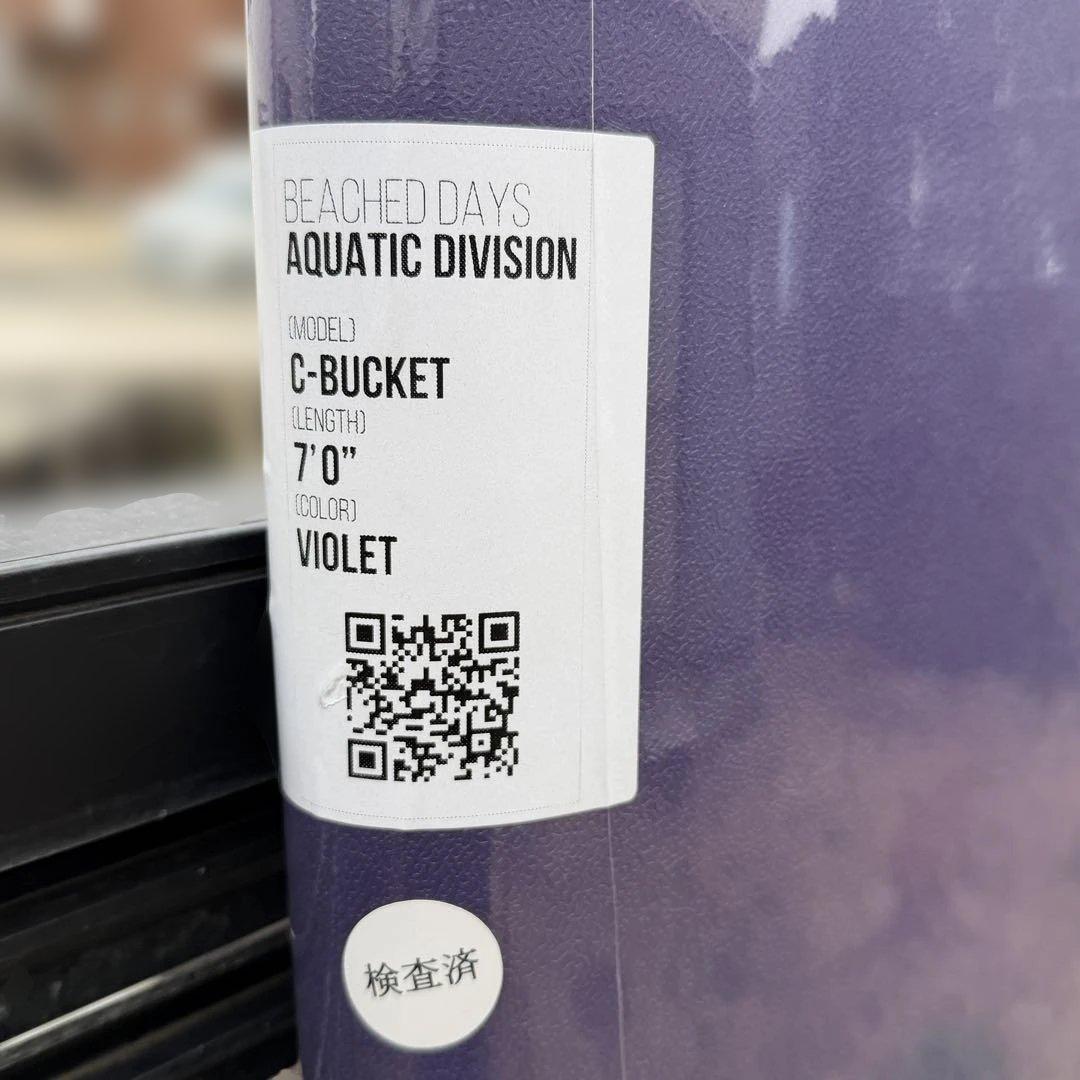 BEACHED DAYS
AQUATIC DIVISION
(MODEL)
C-BUCKET
(LENGTH)
7'0"
(COLOR)
VIOLET
検査済